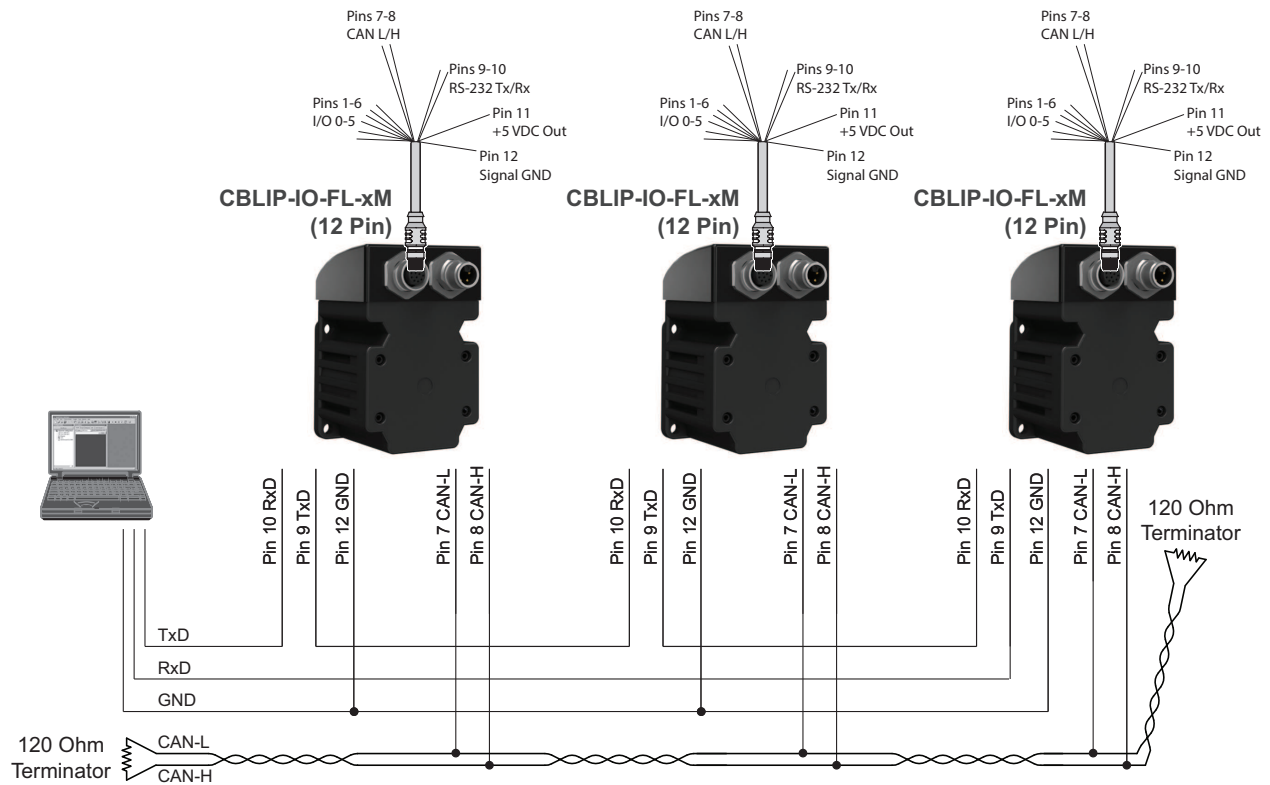 Pins 7-8
CAN L/H
Pins 9-10
RS-232 Tx/Rx
Pins 1-6
I/O 0-5
Pin 11
+5 VDC Out
Pin 12
Signal GND
CBLIP-IO-FL-xM
(12 Pin)
Pins 7-8
CAN L/H
Pins 9-10
RS-232 Tx/Rx
Pins 1-6
I/O 0-5
Pin 11
+5 VDC Out
Pin 12
Signal GND
CBLIP-IO-FL-xM
(12 Pin)
Pins 7-8
CAN L/H
Pins 9-10
RS-232 Tx/Rx
Pins 1-6
I/O 0-5
Pin 11
+5 VDC Out
Pin 12
Signal GND
CBLIP-IO-FL-xM
(12 Pin)
Pin 10 RxD
Pin 9 TxD
Pin 12 GND
Pin 7 CAN-L
Pin 8 CAN-H
Pin 10 RxD
Pin 9 TxD
Pin 12 GND
Pin 7 CAN-L
Pin 8 CAN-H
Pin 10 RxD
Pin 9 TxD
Pin 12 GND
Pin 7 CAN-L
Pin 8 CAN-H
120 Ohm
Terminator
TxD
RxD
GND
120 Ohm
Terminator
CAN-L
CAN-H